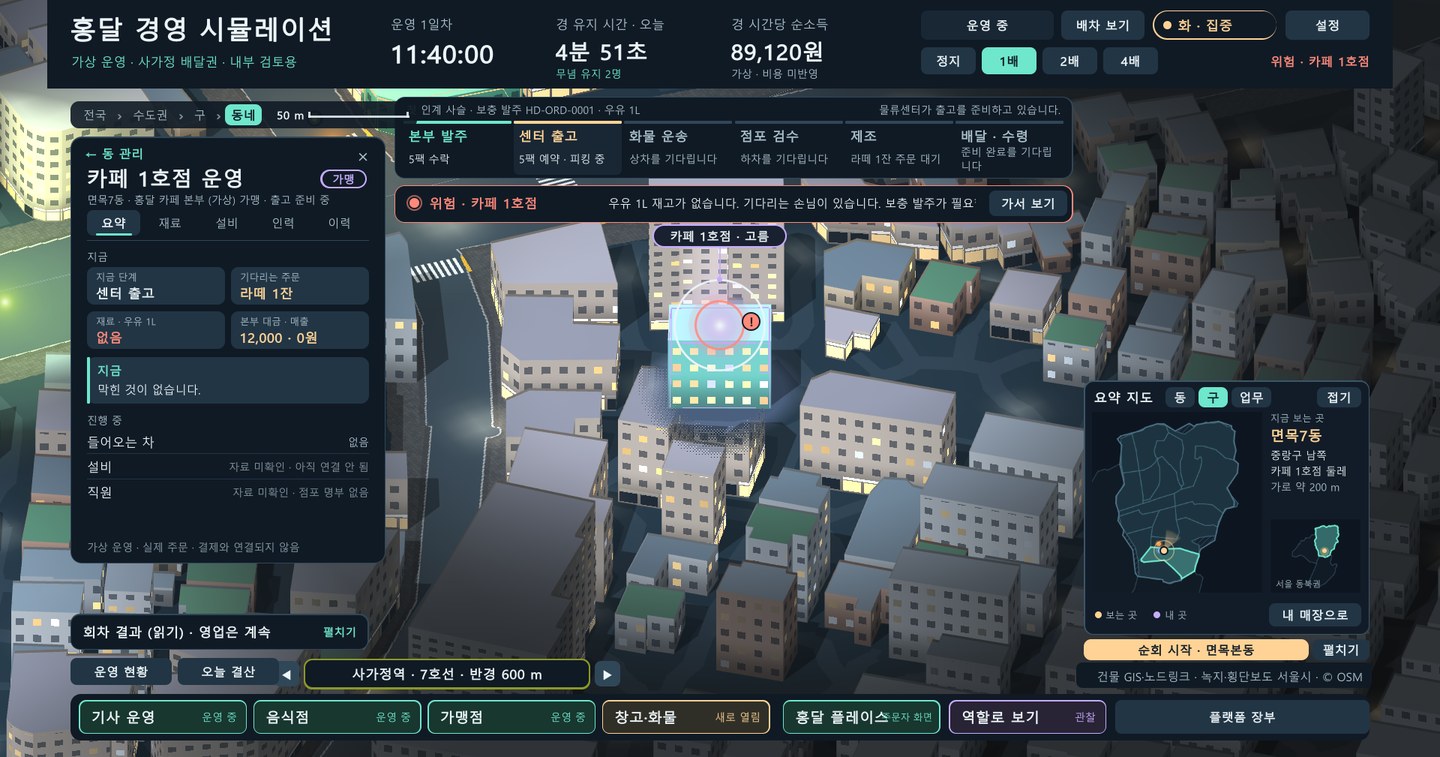 홍달 경영 시뮬레이션
가상 운영 · 사가정 배달권 · 내부 검토용
운영 1일차
11:40:00
경 유지 시간 · 오늘
4분 51초
무념 유지 2명
경 시간당 순소득
89,120원
가상 · 비용 미반영
운영 중
배차 보기
화 · 집중
설정
정지
1배
2배
4배
위험 · 카페 1호점
전국 › 수도권 › 구 › 동네
50 m
인계 사슬 · 보충 발주 HD-ORD-0001 · 우유 1L
물류센터가 출고를 준비하고 있습니다.
본부 발주
5팩 수락
센터 출고
5팩 예약 · 피킹 중
화물 운송
상차를 기다립니다
점포 검수
하차를 기다립니다
제조
라떼 1잔 주문 대기
배달 · 수령
준비 완료를 기다립
니다
위험 · 카페 1호점
우유 1L 재고가 없습니다. 기다리는 손님이 있습니다. 보충 발주가 필요
가서 보기
← 동 관리
×
카페 1호점 운영
가맹
면목7동 · 홍달 카페 본부 (가상) 가맹 · 출고 준비 중
요약
재료
설비
인력
이력
지금
지금 단계
센터 출고
기다리는 주문
라떼 1잔
재료 · 우유 1L
없음
본부 대금 · 매출
12,000 · 0원
지금
막힌 것이 없습니다.
진행 중
들어오는 차
없음
설비
자료 미확인 · 아직 연결 안 됨
직원
자료 미확인 · 점포 명부 없음
가상 운영 · 실제 주문 · 결제와 연결되지 않음
카페 1호점 · 고름
!
요약 지도
동
구
업무
접기
지금 보는 곳
면목7동
중랑구 남쪽
카페 1호점 둘레
가로 약 200 m
서울 동북권
보는 곳
내 곳
내 매장으로
순회 시작 · 면목본동
펼치기
건물 GIS·노드링크 · 녹지·횡단보도 서울시 · © OSM
회차 결과 (읽기) · 영업은 계속
펼치기
운영 현황
오늘 결산
◀
사가정역 · 7호선 · 반경 600 m
▶
기사 운영
운영 중
음식점
운영 중
가맹점
운영 중
창고·화물
새로 열림
홍달 플레이스
주문자 화면
역할로 보기
관찰
플랫폼 장부